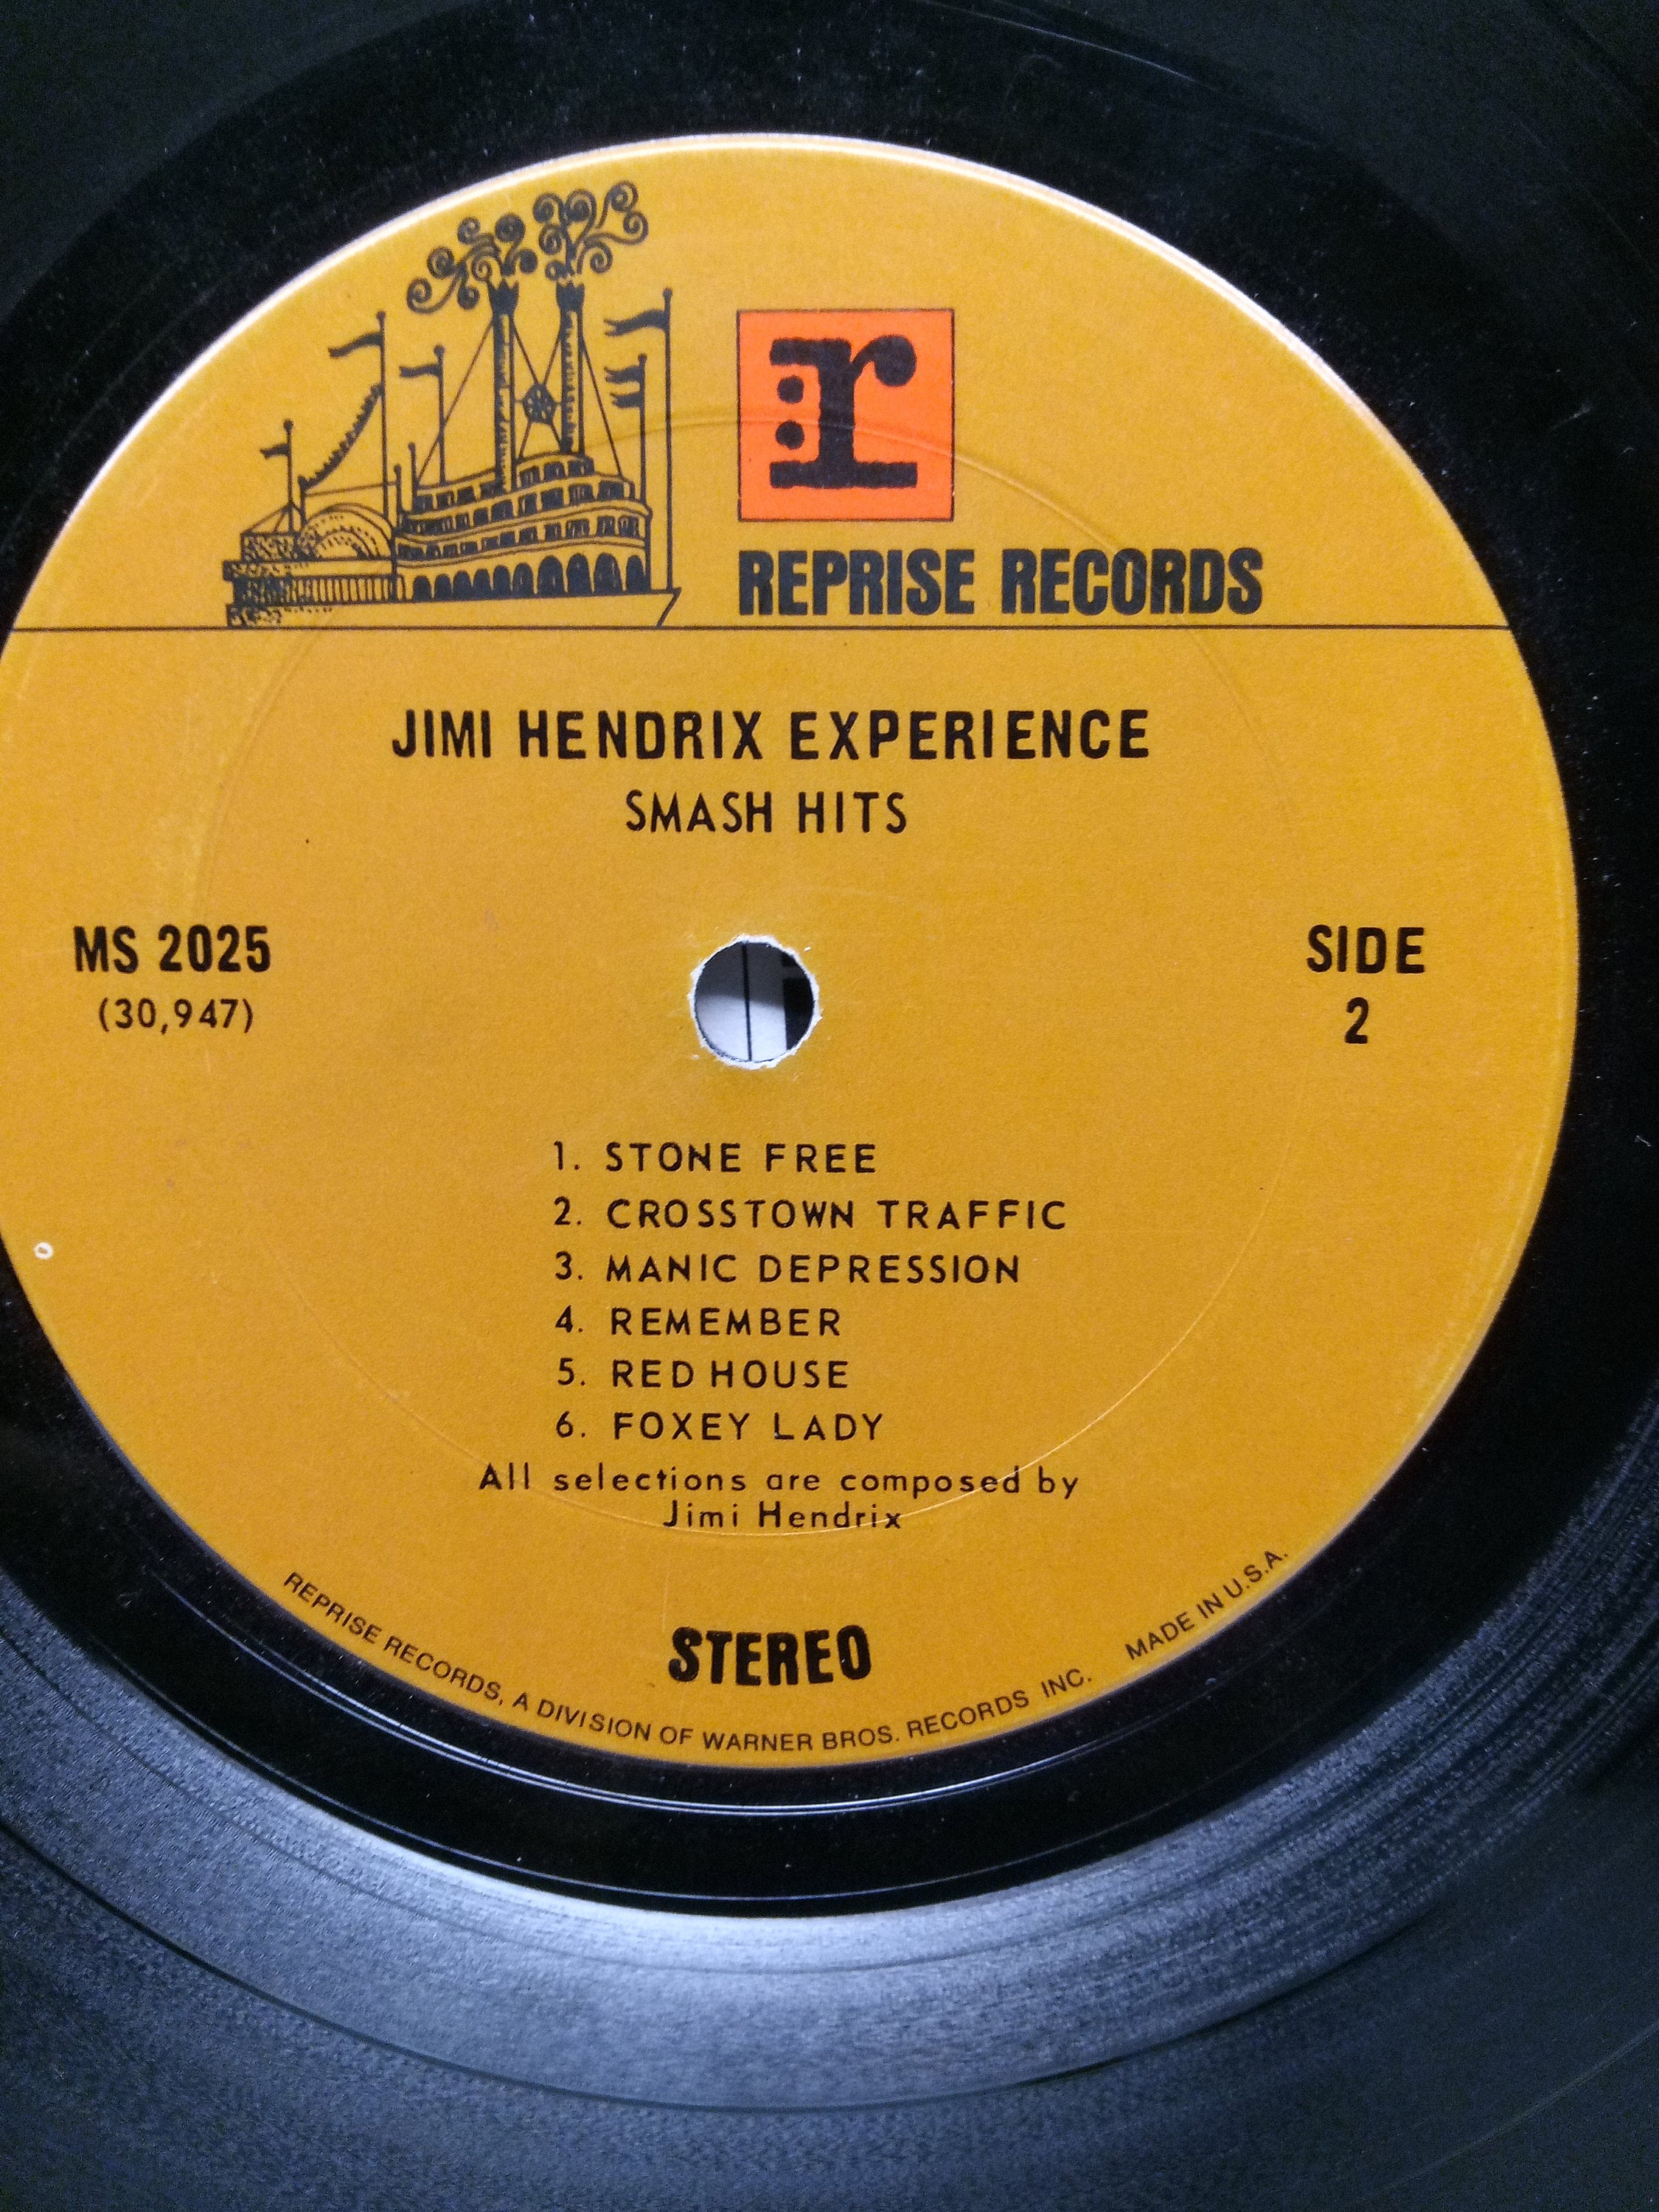 r:
REPRISE RECORDS
JIMI HENDRIX EXPERIENCE
SMASH HITS
MS 2025
(30,947)
SIDE
2
1. STONE FREE
2. CROSSTOWN TRAFFIC
3. MANIC DEPRESSION
4. REMEMBER
5. RED HOUSE
6. FOXEY LADY
All selections are composed by
Jimi Hendrix
STEREO
REPRISE RECORDS, A DIVISION OF WARNER BROS. RECORDS INC. MADE IN U.S.A.